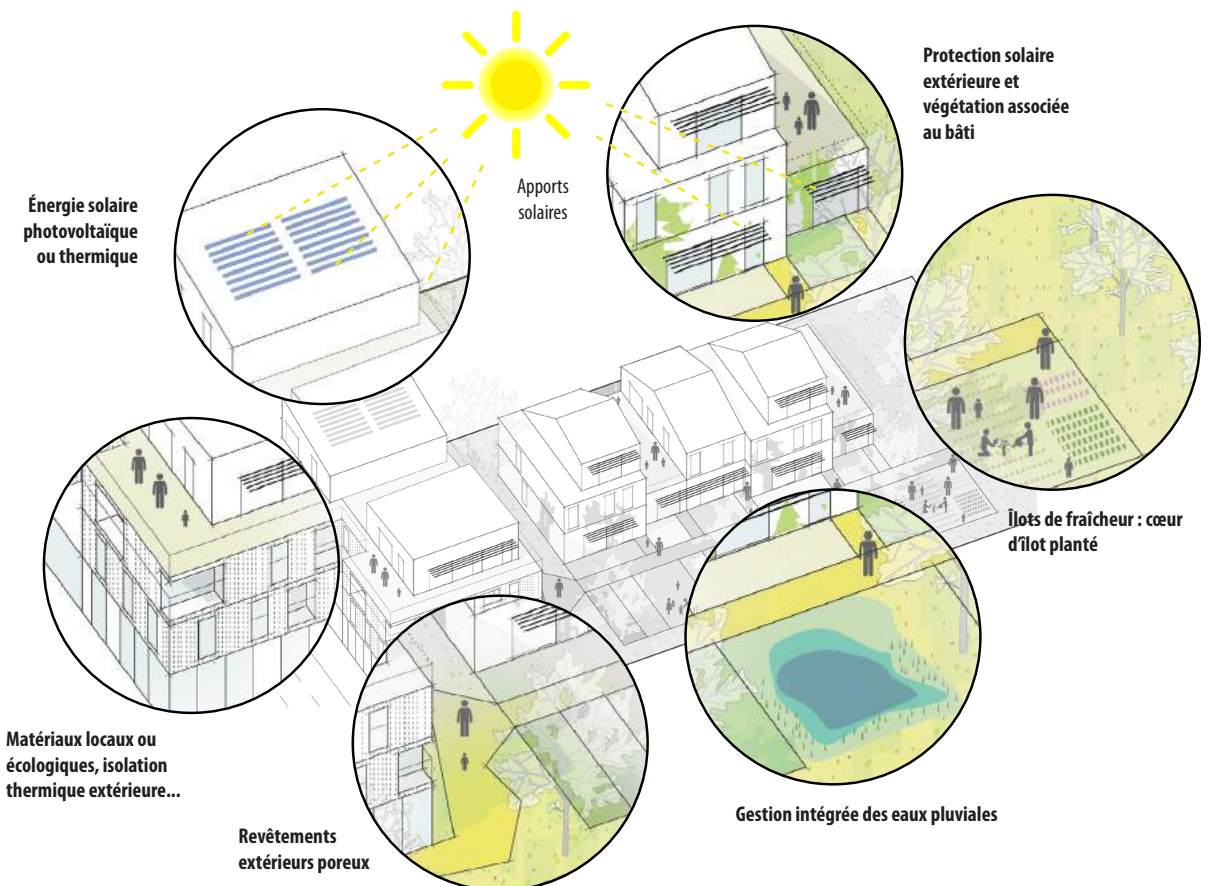 Protection solaire
extérieure et
végétation associée
au bâti
Apports
solaires
Énergie solaire
photovoltaïque
ou thermique
Îlots de fraîcheur : cœur
d’îlot planté
Matériaux locaux ou
écologiques, isolation
thermique extérieure...
Gestion intégrée des eaux pluviales
Revêtements
extérieurs poreux